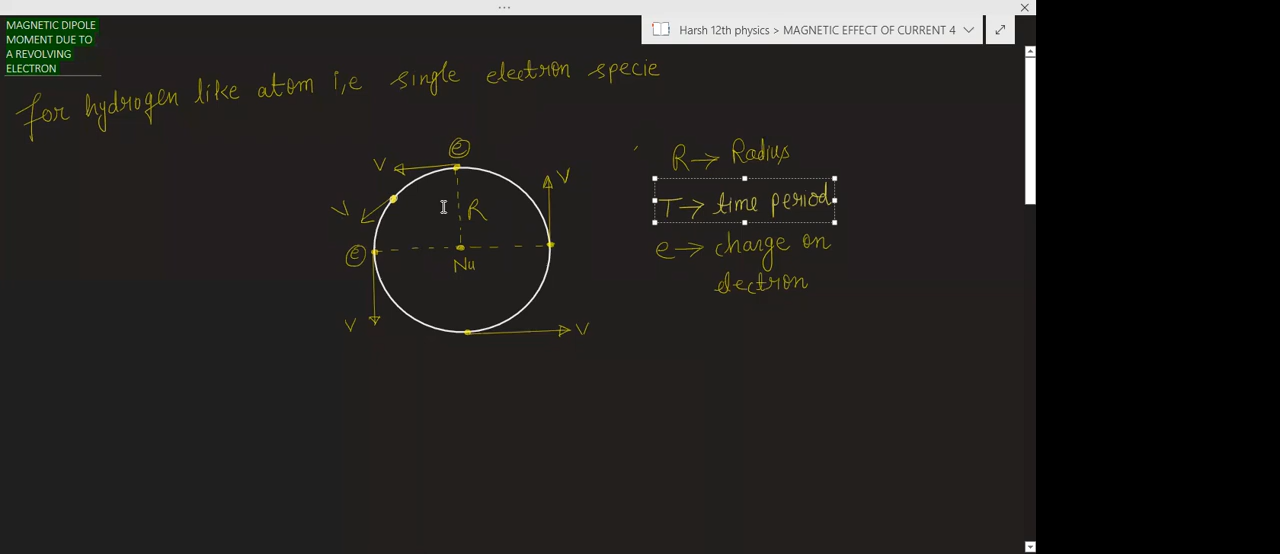 MAGNETIC DIPOLE
MOMENT DUE TO
A REVOLVING
ELECTRON
Harsh 12th physics > MAGNETIC EFFECT OF CURRENT 4
for hydrogen like atom i,e single electron specie
e
V
V
V
R
R → Radius
T → time period
e
Nu
e → charge on
electron
V
V